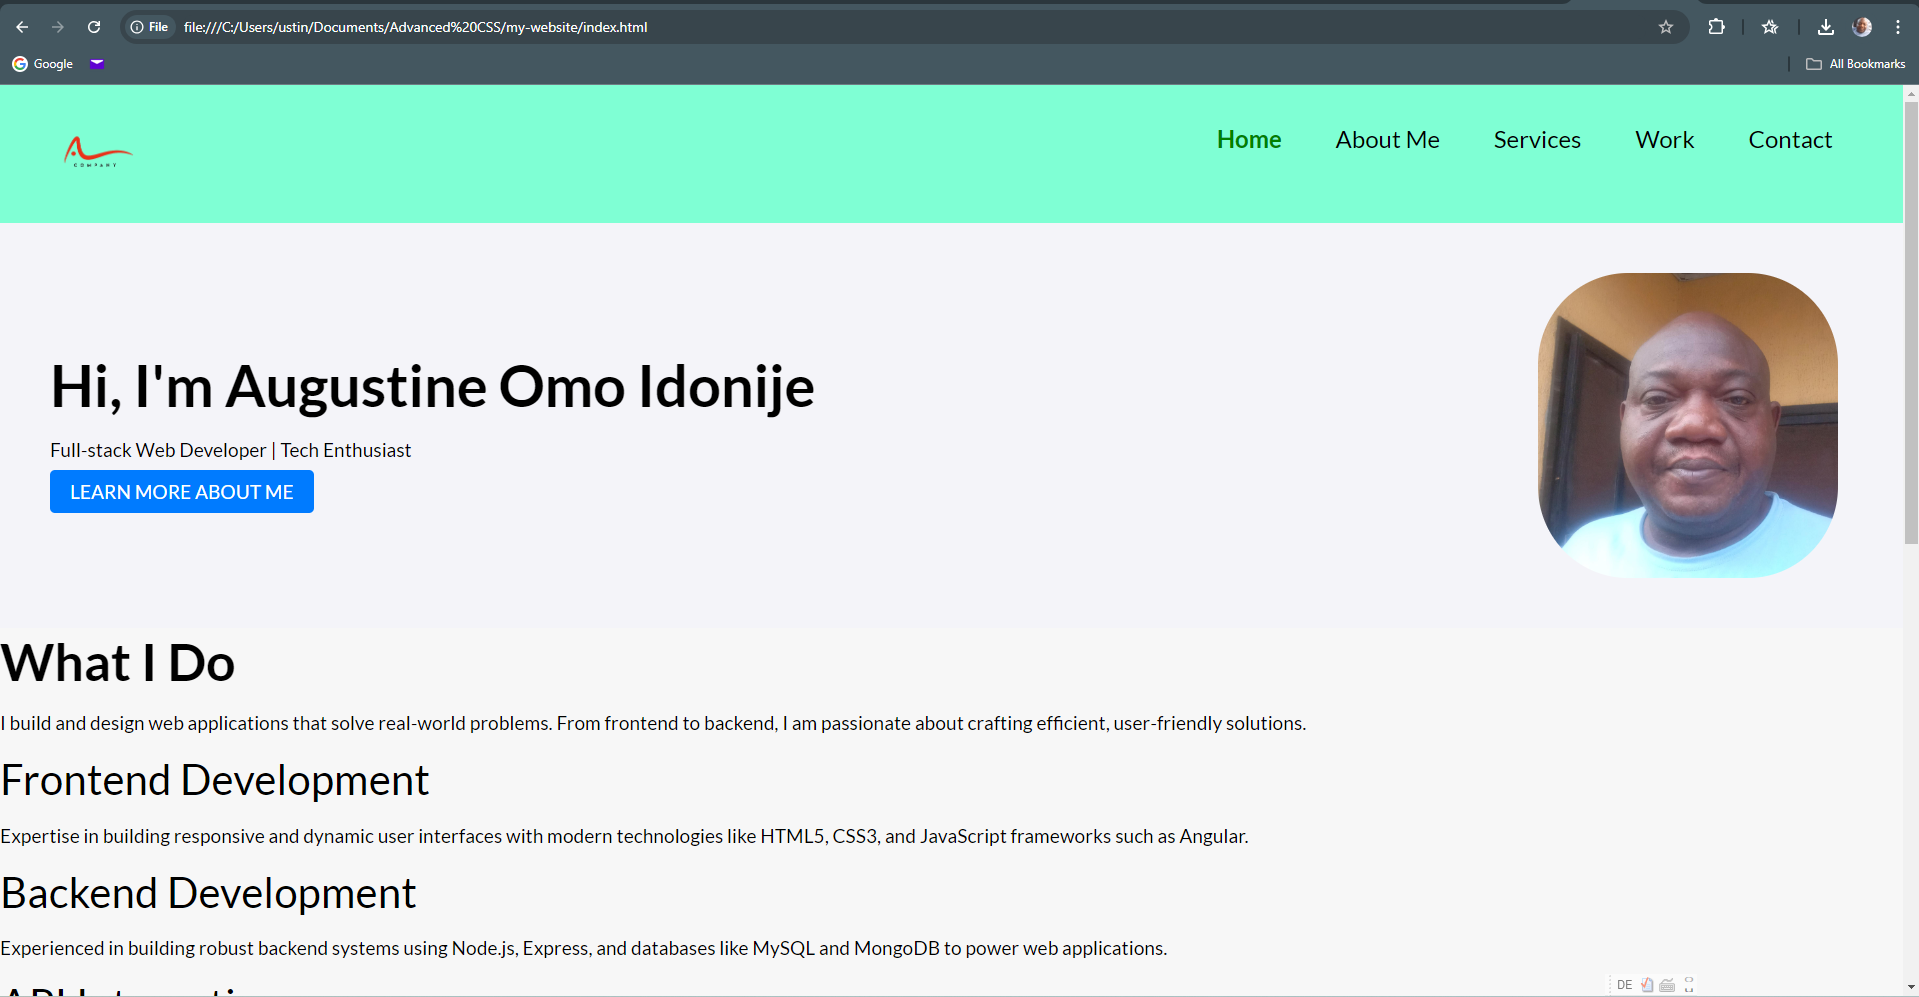 File file:///C:/Users/ustin/Documents/Advanced%20CSS/my-website/index.html
Google
All Bookmarks
COMPANY
Home About Me Services Work Contact
Hi, I'm Augustine Omo Idonije
Full-stack Web Developer | Tech Enthusiast
LEARN MORE ABOUT ME
What I Do
I build and design web applications that solve real-world problems. From frontend to backend, I am passionate about crafting efficient, user-friendly solutions.
Frontend Development
Expertise in building responsive and dynamic user interfaces with modern technologies like HTML5, CSS3, and JavaScript frameworks such as Angular.
Backend Development
Experienced in building robust backend systems using Node.js, Express, and databases like MySQL and MongoDB to power web applications.
DE